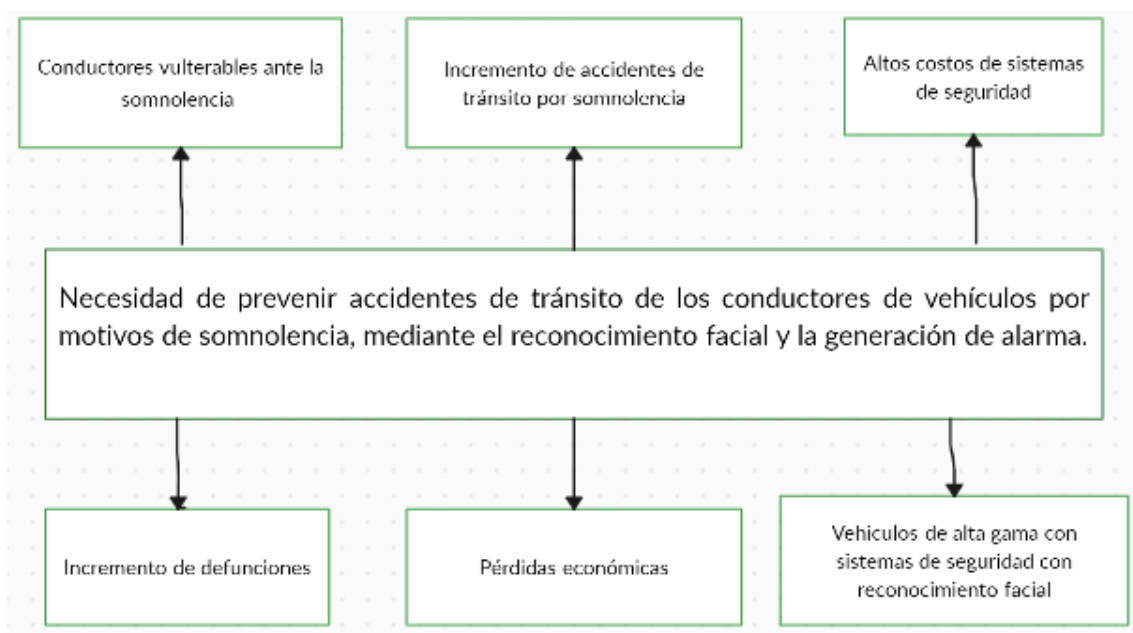 Conductores vulterables ante la
somnolencia
Incremento de accidentes de
tránsito por somnolencia
Altos costos de sistemas
de seguridad
Necesidad de prevenir accidentes de tránsito de los conductores de vehículos por
motivos de somnolencia, mediante el reconocimiento facial y la generación de alarma.
Incremento de defunciones
Pérdidas económicas
Vehiculos de alta gama con
sistemas de seguridad con
reconocimiento facial